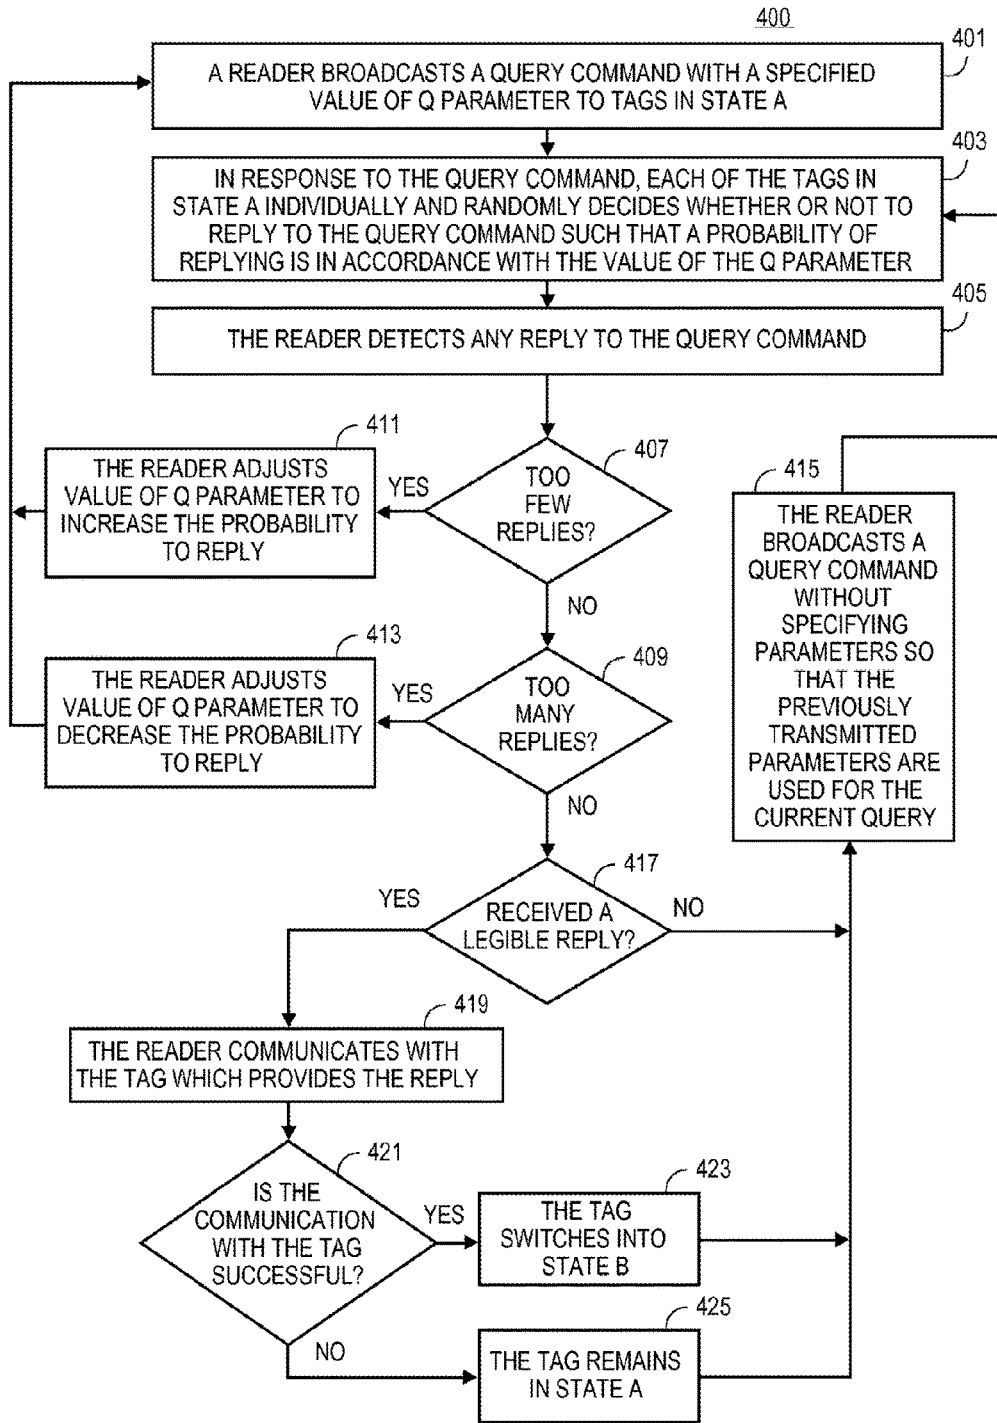 400
401
A READER BROADCASTS A QUERY COMMAND WITH A SPECIFIED
VALUE OF Q PARAMETER TO TAGS IN STATE A
403
IN RESPONSE TO THE QUERY COMMAND, EACH OF THE TAGS IN
STATE A INDIVIDUALLY AND RANDOMLY DECIDES WHETHER OR NOT TO
REPLY TO THE QUERY COMMAND SUCH THAT A PROBABILITY OF
REPLYING IS IN ACCORDANCE WITH THE VALUE OF THE Q PARAMETER
405
THE READER DETECTS ANY REPLY TO THE QUERY COMMAND
411
THE READER ADJUSTS
VALUE OF Q PARAMETER TO
INCREASE THE PROBABILITY
TO REPLY
YES
407
TOO
FEW
REPLIES?
NO
413
THE READER ADJUSTS
VALUE OF Q PARAMETER TO
DECREASE THE PROBABILITY
TO REPLY
YES
409
TOO
MANY
REPLIES?
NO
415
THE READER
BROADCASTS A
QUERY COMMAND
WITHOUT
SPECIFYING
PARAMETERS SO
THAT THE
PREVIOUSLY
TRANSMITTED
PARAMETERS ARE
USED FOR THE
CURRENT QUERY
417
YES
RECEIVED A
LEGIBLE REPLY?
NO
419
THE READER COMMUNICATES WITH
THE TAG WHICH PROVIDES THE REPLY
421
IS THE
COMMUNICATION
WITH THE TAG
SUCCESSFUL?
YES
423
THE TAG
SWITCHES INTO
STATE B
NO
425
THE TAG REMAINS
IN STATE A